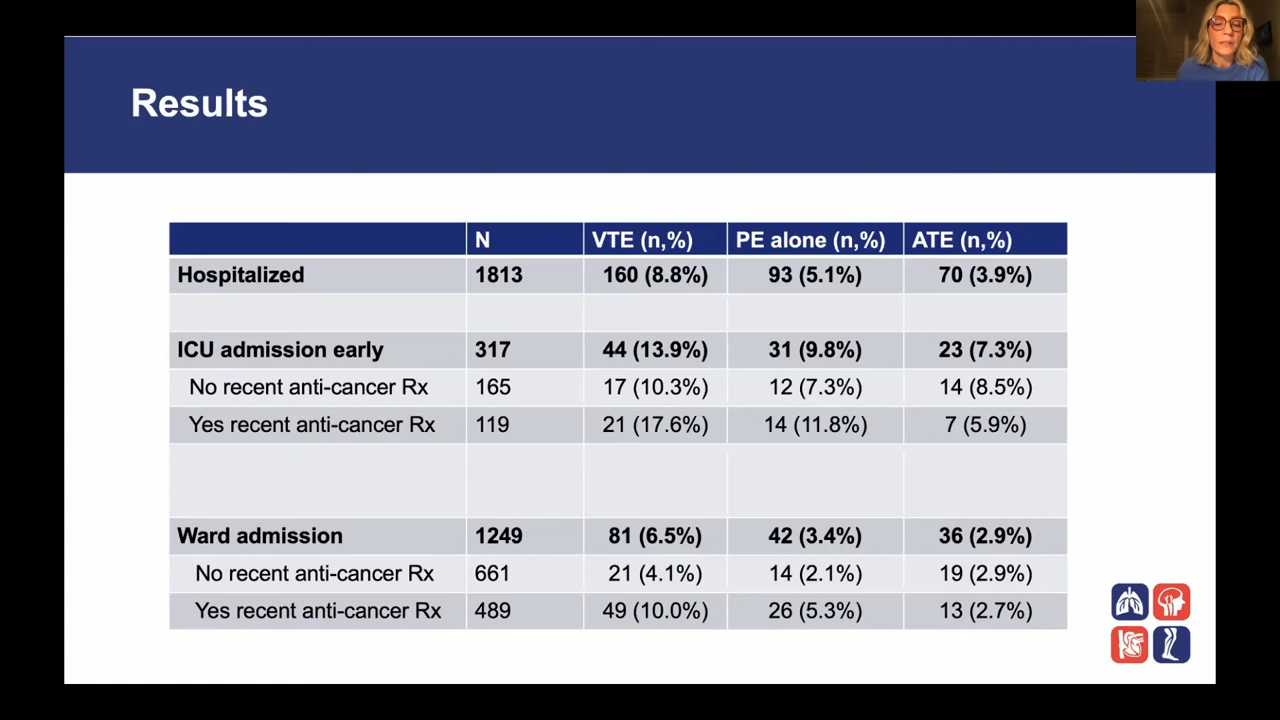 Results
N VTE (n,%) PE alone (n,%) ATE (n,%)
Hospitalized 1813 160 (8.8%) 93 (5.1%) 70 (3.9%)
ICU admission early 317 44 (13.9%) 31 (9.8%) 23 (7.3%)
No recent anti-cancer Rx 165 17 (10.3%) 12 (7.3%) 14 (8.5%)
Yes recent anti-cancer Rx 119 21 (17.6%) 14 (11.8%) 7 (5.9%)
Ward admission 1249 81 (6.5%) 42 (3.4%) 36 (2.9%)
No recent anti-cancer Rx 661 21 (4.1%) 14 (2.1%) 19 (2.9%)
Yes recent anti-cancer Rx 489 49 (10.0%) 26 (5.3%) 13 (2.7%)